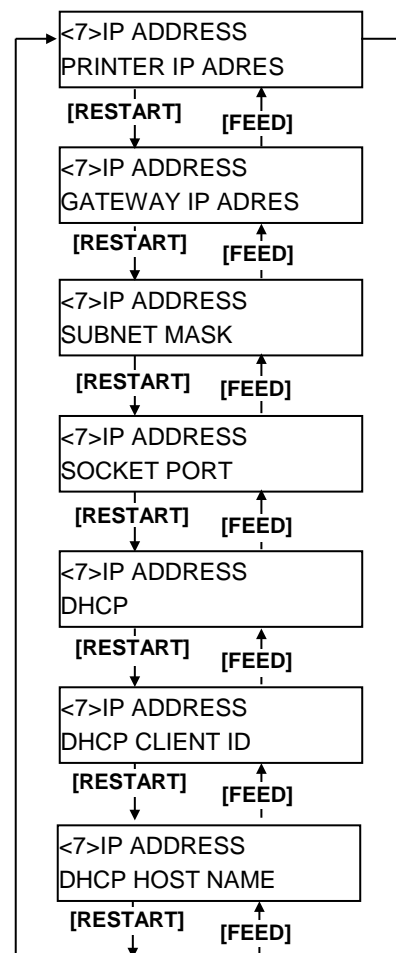 <7>IP ADDRESS
PRINTER IP ADRES
[RESTART] [FEED]
<7>IP ADDRESS
GATEWAY IP ADRES
[RESTART] [FEED]
<7>IP ADDRESS
SUBNET MASK
[RESTART] [FEED]
<7>IP ADDRESS
SOCKET PORT
[RESTART] [FEED]
<7>IP ADDRESS
DHCP
[RESTART] [FEED]
<7>IP ADDRESS
DHCP CLIENT ID
[RESTART] [FEED]
<7>IP ADDRESS
DHCP HOST NAME
[RESTART] [FEED]